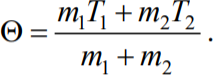 Θ = (m₁T₁ + m₂T₂) / (m₁ + m₂) .